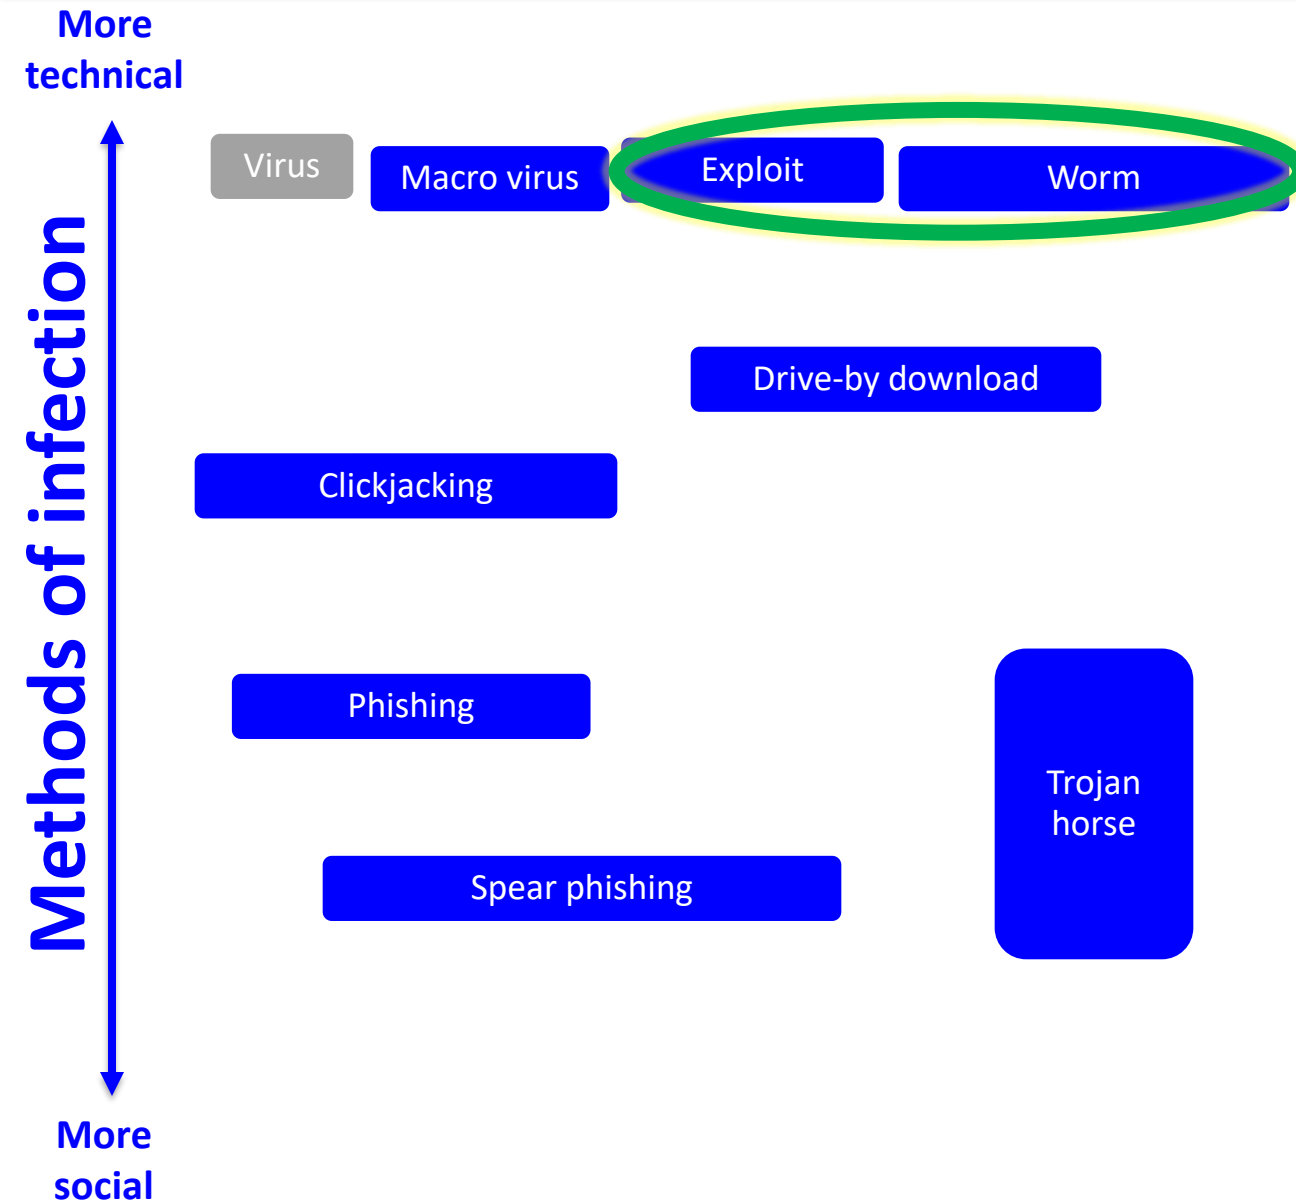 More
technical
Methods of infection
Virus
Macro virus
Exploit
Worm
Drive-by download
Clickjacking
Phishing
Trojan
horse
Spear phishing
More
social